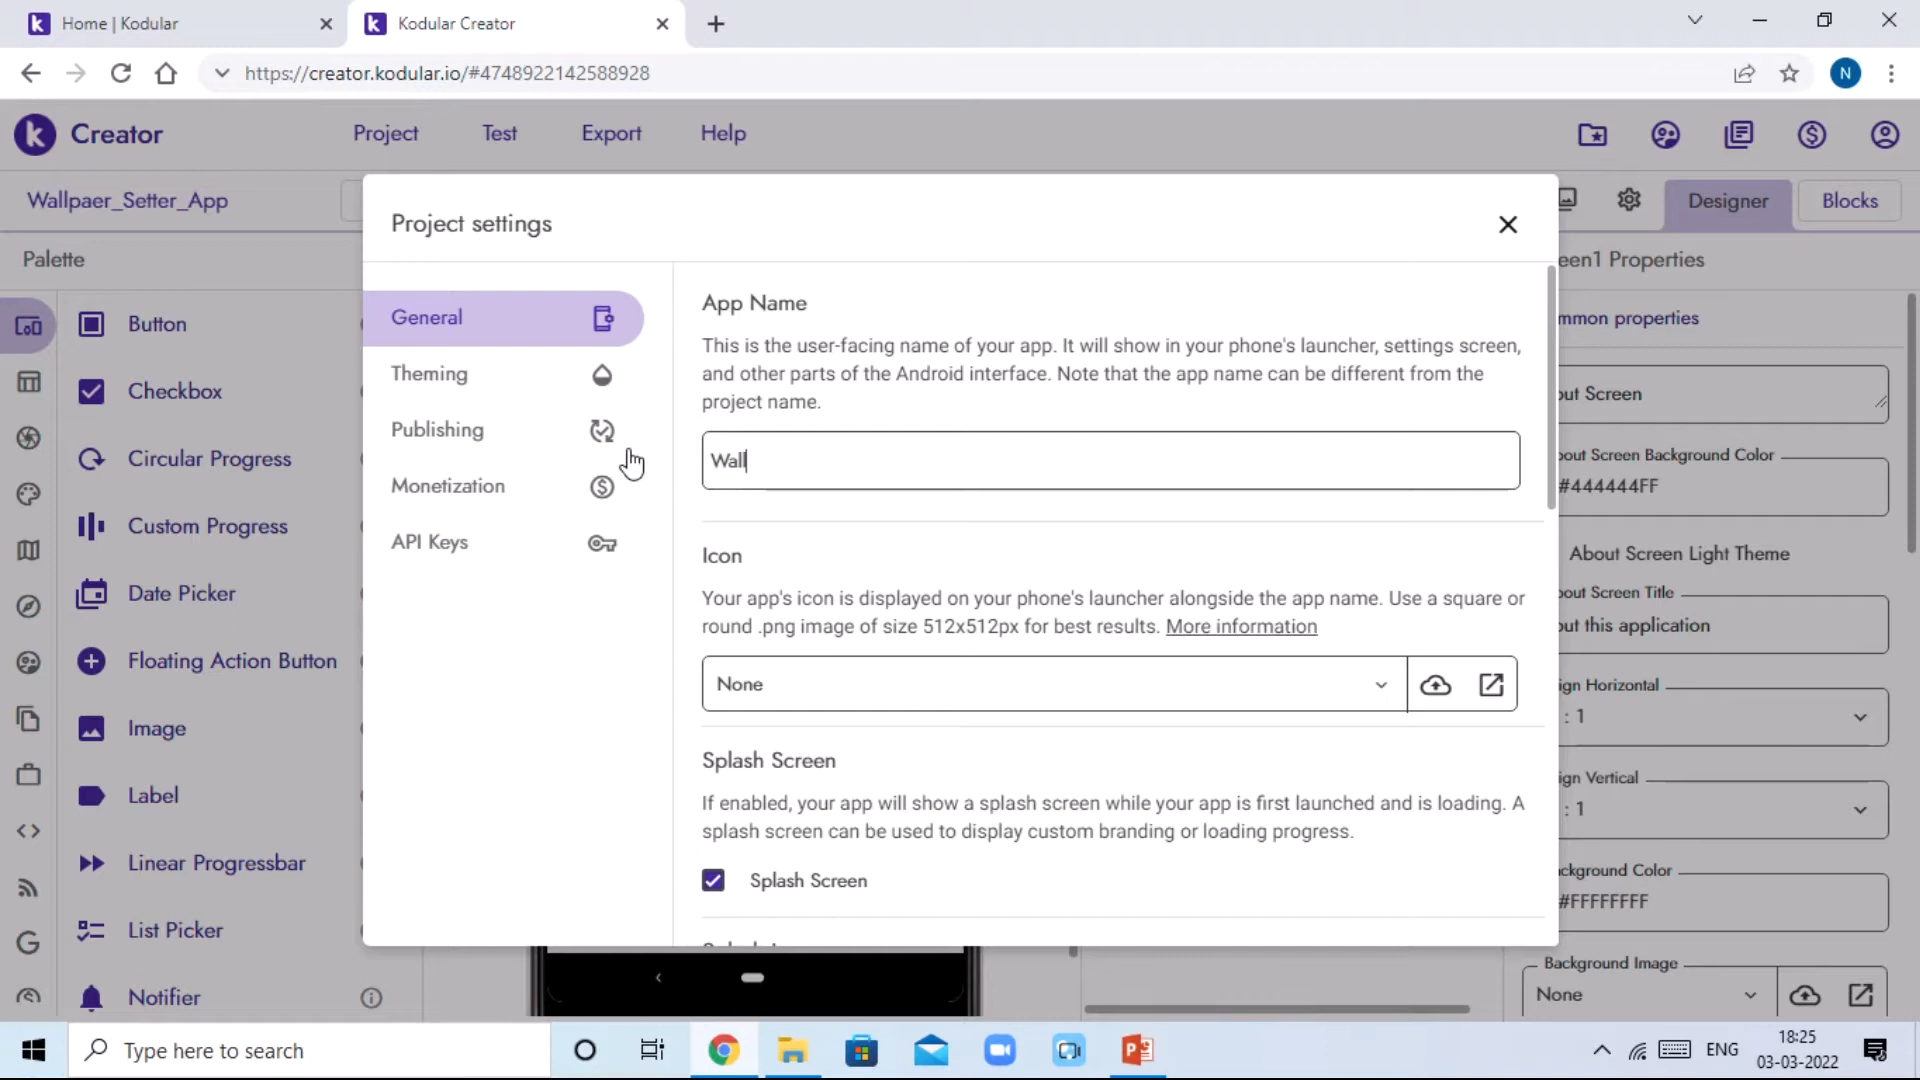 Home | Kodular
Kodular Creator
https://creator.kodular.io/#4748922142588928
N
Creator
Project
Test
Export
Help
Wallpaer_Setter_App
Designer
Blocks
Project settings
Palette
een1 Properties
Button
Checkbox
Circular Progress
Custom Progress
Date Picker
Floating Action Button
Image
Label
Linear Progressbar
List Picker
Notifier
General
Theming
Publishing
Monetization
API Keys
App Name
This is the user-facing name of your app. It will show in your phone's launcher, settings screen,
and other parts of the Android interface. Note that the app name can be different from the
project name.
Wall
Icon
Your app's icon is displayed on your phone's launcher alongside the app name. Use a square or
round .png image of size 512x512px for best results. More information
None
Splash Screen
If enabled, your app will show a splash screen while your app is first launched and is loading. A
splash screen can be used to display custom branding or loading progress.
Splash Screen
mmon properties
out Screen
bout Screen Background Color
#444444FF
About Screen Light Theme
bout Screen Title
out this application
ign Horizontal
: 1
ign Vertical
: 1
ckground Color
#FFFFFFFF
Background Image
None
Type here to search
ENG
18:25
03-03-2022